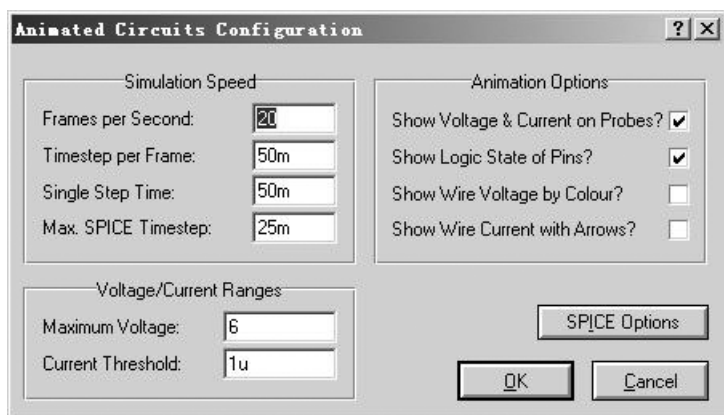 Animated Circuits Configuration
Simulation Speed
Frames per Second: 20
Timestep per Frame: 50m
Single Step Time: 50m
Max. SPICE Timestep: 25m
Animation Options
Show Voltage & Current on Probes?
Show Logic State of Pins?
Show Wire Voltage by Colour?
Show Wire Current with Arrows?
Voltage/Current Ranges
Maximum Voltage: 6
Current Threshold: 1u
SPICE Options
OK Cancel